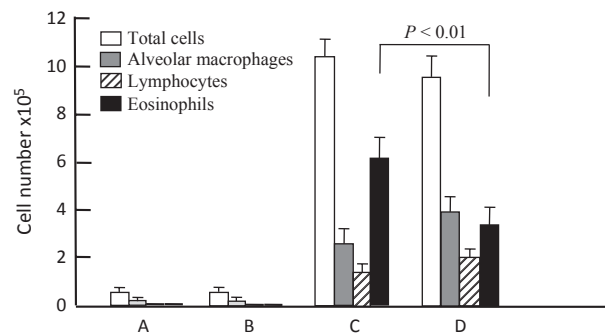 12
10
8
6
4
2
0
Cell number x10⁵
Total cells
Alveolar macrophages
Lymphocytes
Eosinophils
P < 0.01
A B C D